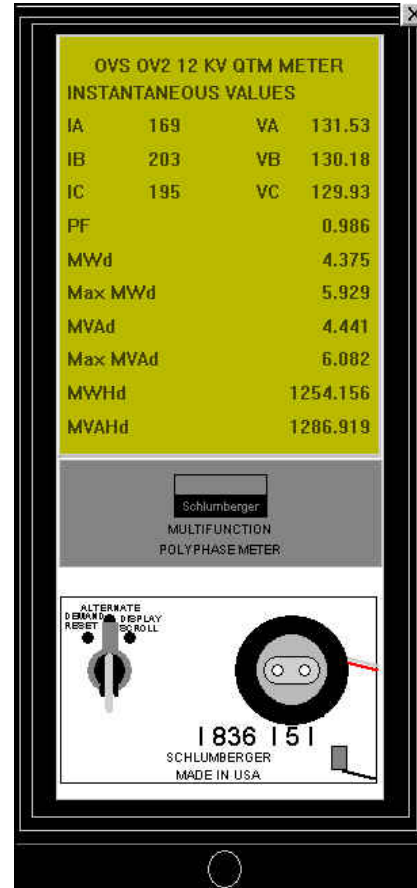 OVS OV2 12 KV QTM METER
INSTANTANEOUS VALUES
IA 169 VA 131.53
IB 203 VB 130.18
IC 195 VC 129.93
PF 0.986
MWd 4.375
Max MWd 5.929
MVAd 4.441
Max MVAd 6.082
MWHd 1254.156
MVAHd 1286.919
Schlumberger
MULTIFUNCTION
POLYPHASE METER
ALTERNATE
DEMAND DISPLAY
RESET SCROLL
| 836 | 5 |
SCHLUMBERGER
MADE IN USA